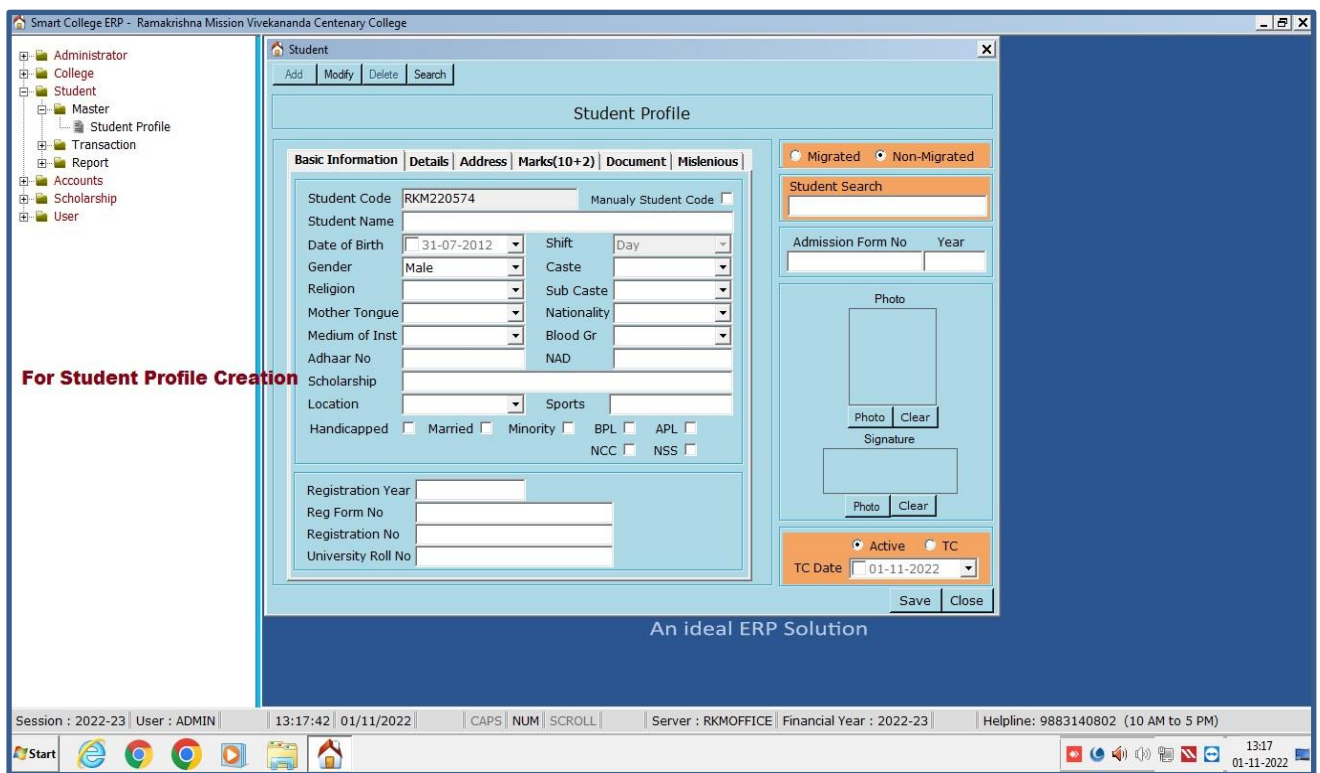 Smart College ERP - Ramakrishna Mission Vivekananda Centenary College
Administrator
College
Student
Master
Student Profile
Transaction
Report
Accounts
Scholarship
User
For Student Profile Creation
Student
Add Modify Delete Search
Student Profile
Basic Information Details Address Marks(10+2) Document Mislenious
Student Code RKM220574 Manualy Student Code
Student Name
Date of Birth 31-07-2012 Shift Day
Gender Male Caste
Religion Sub Caste
Mother Tongue Nationality
Medium of Inst Blood Gr
Adhaar No NAD
Scholarship
Location Sports
Handicapped Married Minority BPL APL
NCC NSS
Registration Year
Reg Form No
Registration No
University Roll No
Migrated Non-Migrated
Student Search
Admission Form No Year
Photo
Photo Clear
Signature
Photo Clear
Active TC
TC Date 01-11-2022
Save Close
An ideal ERP Solution
Session : 2022-23 User : ADMIN 13:17:42 01/11/2022 CAPS NUM SCROLL Server : RKMOFFICE Financial Year : 2022-23 Helpline: 9883140802 (10 AM to 5 PM)
Start 13:17
01-11-2022